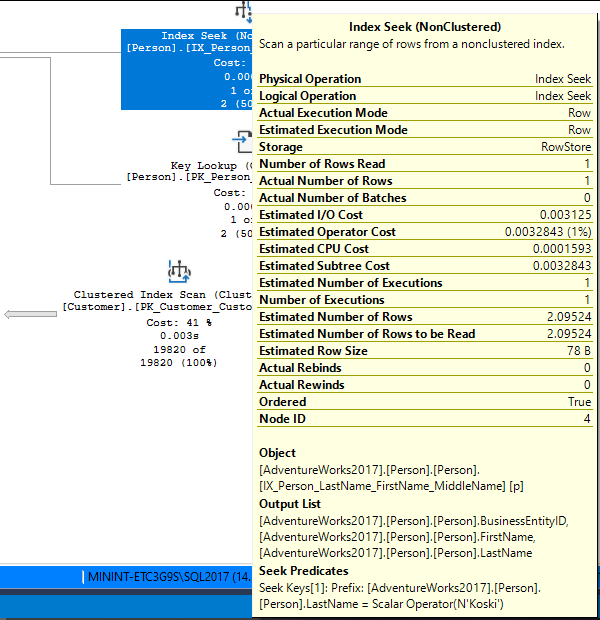 Index Seek (No
[Person].[IX_Person_
Cost:
0.00
1 o
2 (50
Key Lookup (
[Person].[PK_Person_
Cost:
0.00
1 o
2 (50
Clustered Index Scan (Clust
[Customer].[PK_Customer_Custo
Cost: 41 %
0.003s
19820 of
19820 (100%)
Index Seek (NonClustered)
Scan a particular range of rows from a nonclustered index.
Physical Operation Index Seek
Logical Operation Index Seek
Actual Execution Mode Row
Estimated Execution Mode Row
Storage RowStore
Number of Rows Read 1
Actual Number of Rows 1
Actual Number of Batches 0
Estimated I/O Cost 0.003125
Estimated Operator Cost 0.0032843 (1%)
Estimated CPU Cost 0.0001593
Estimated Subtree Cost 0.0032843
Estimated Number of Executions 1
Number of Executions 1
Estimated Number of Rows 2.09524
Estimated Number of Rows to be Read 2.09524
Estimated Row Size 78 B
Actual Rebinds 0
Actual Rewinds 0
Ordered True
Node ID 4
Object
[AdventureWorks2017].[Person].[Person].
[IX_Person_LastName_FirstName_MiddleName] [p]
Output List
[AdventureWorks2017].[Person].[Person].BusinessEntityID,
[AdventureWorks2017].[Person].[Person].FirstName,
[AdventureWorks2017].[Person].[Person].LastName
Seek Predicates
Seek Keys[1]: Prefix: [AdventureWorks2017].[Person].
[Person].LastName = Scalar Operator(N'Koski')
MININT-ETC3G9S\SQL2017 (14.